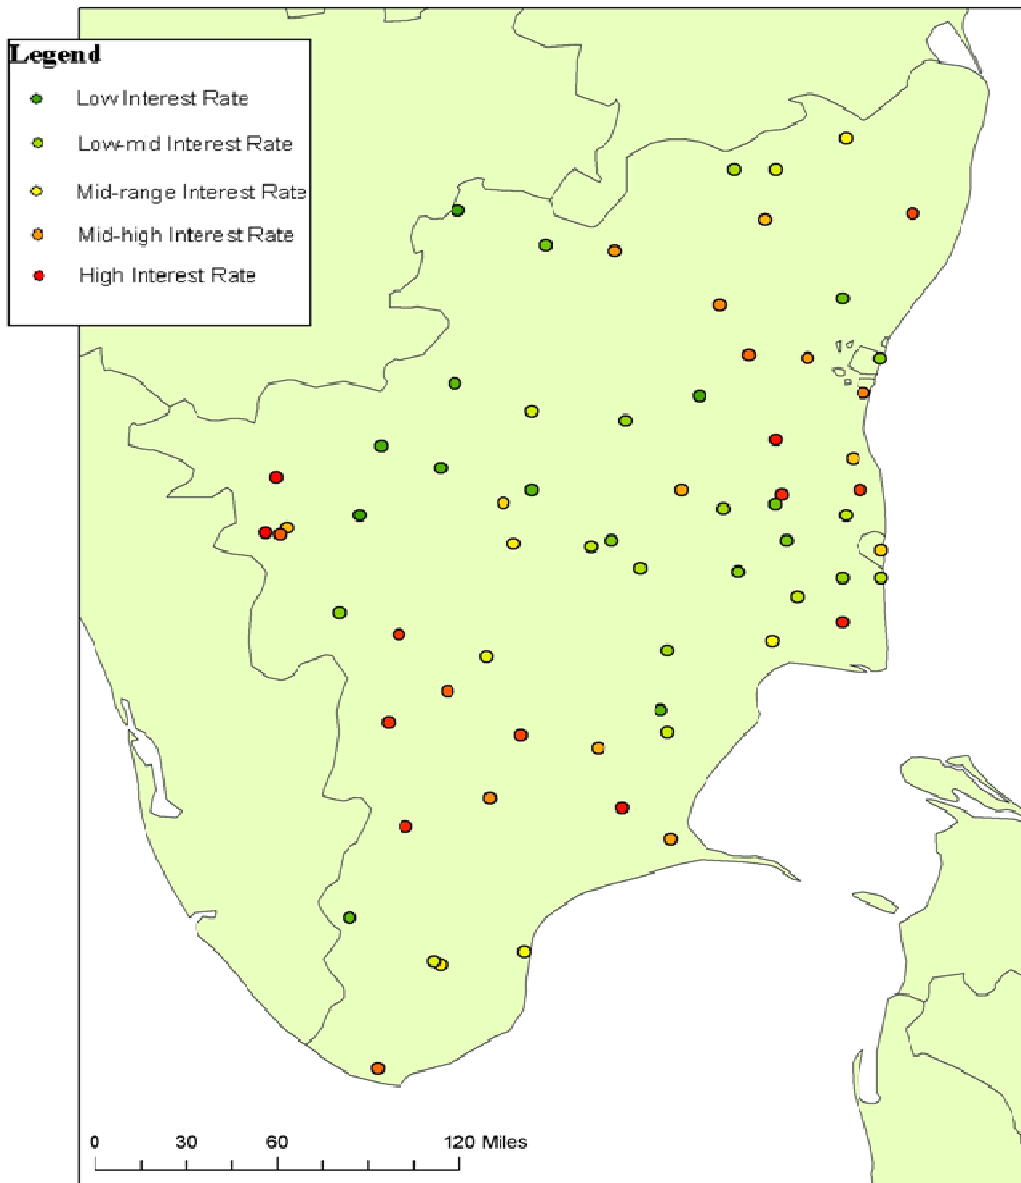 Legend
Low Interest Rate
Low-mid Interest Rate
Mid-range Interest Rate
Mid-high Interest Rate
High Interest Rate
0 30 60 120 Miles